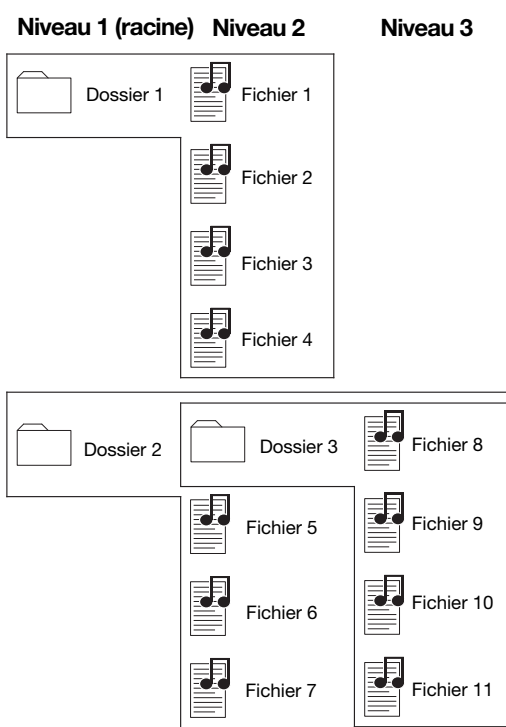 Niveau 1 (racine) Niveau 2 Niveau 3
Dossier 1 Fichier 1
Fichier 2
Fichier 3
Fichier 4
Dossier 2 Dossier 3 Fichier 8
Fichier 5 Fichier 9
Fichier 6 Fichier 10
Fichier 7 Fichier 11